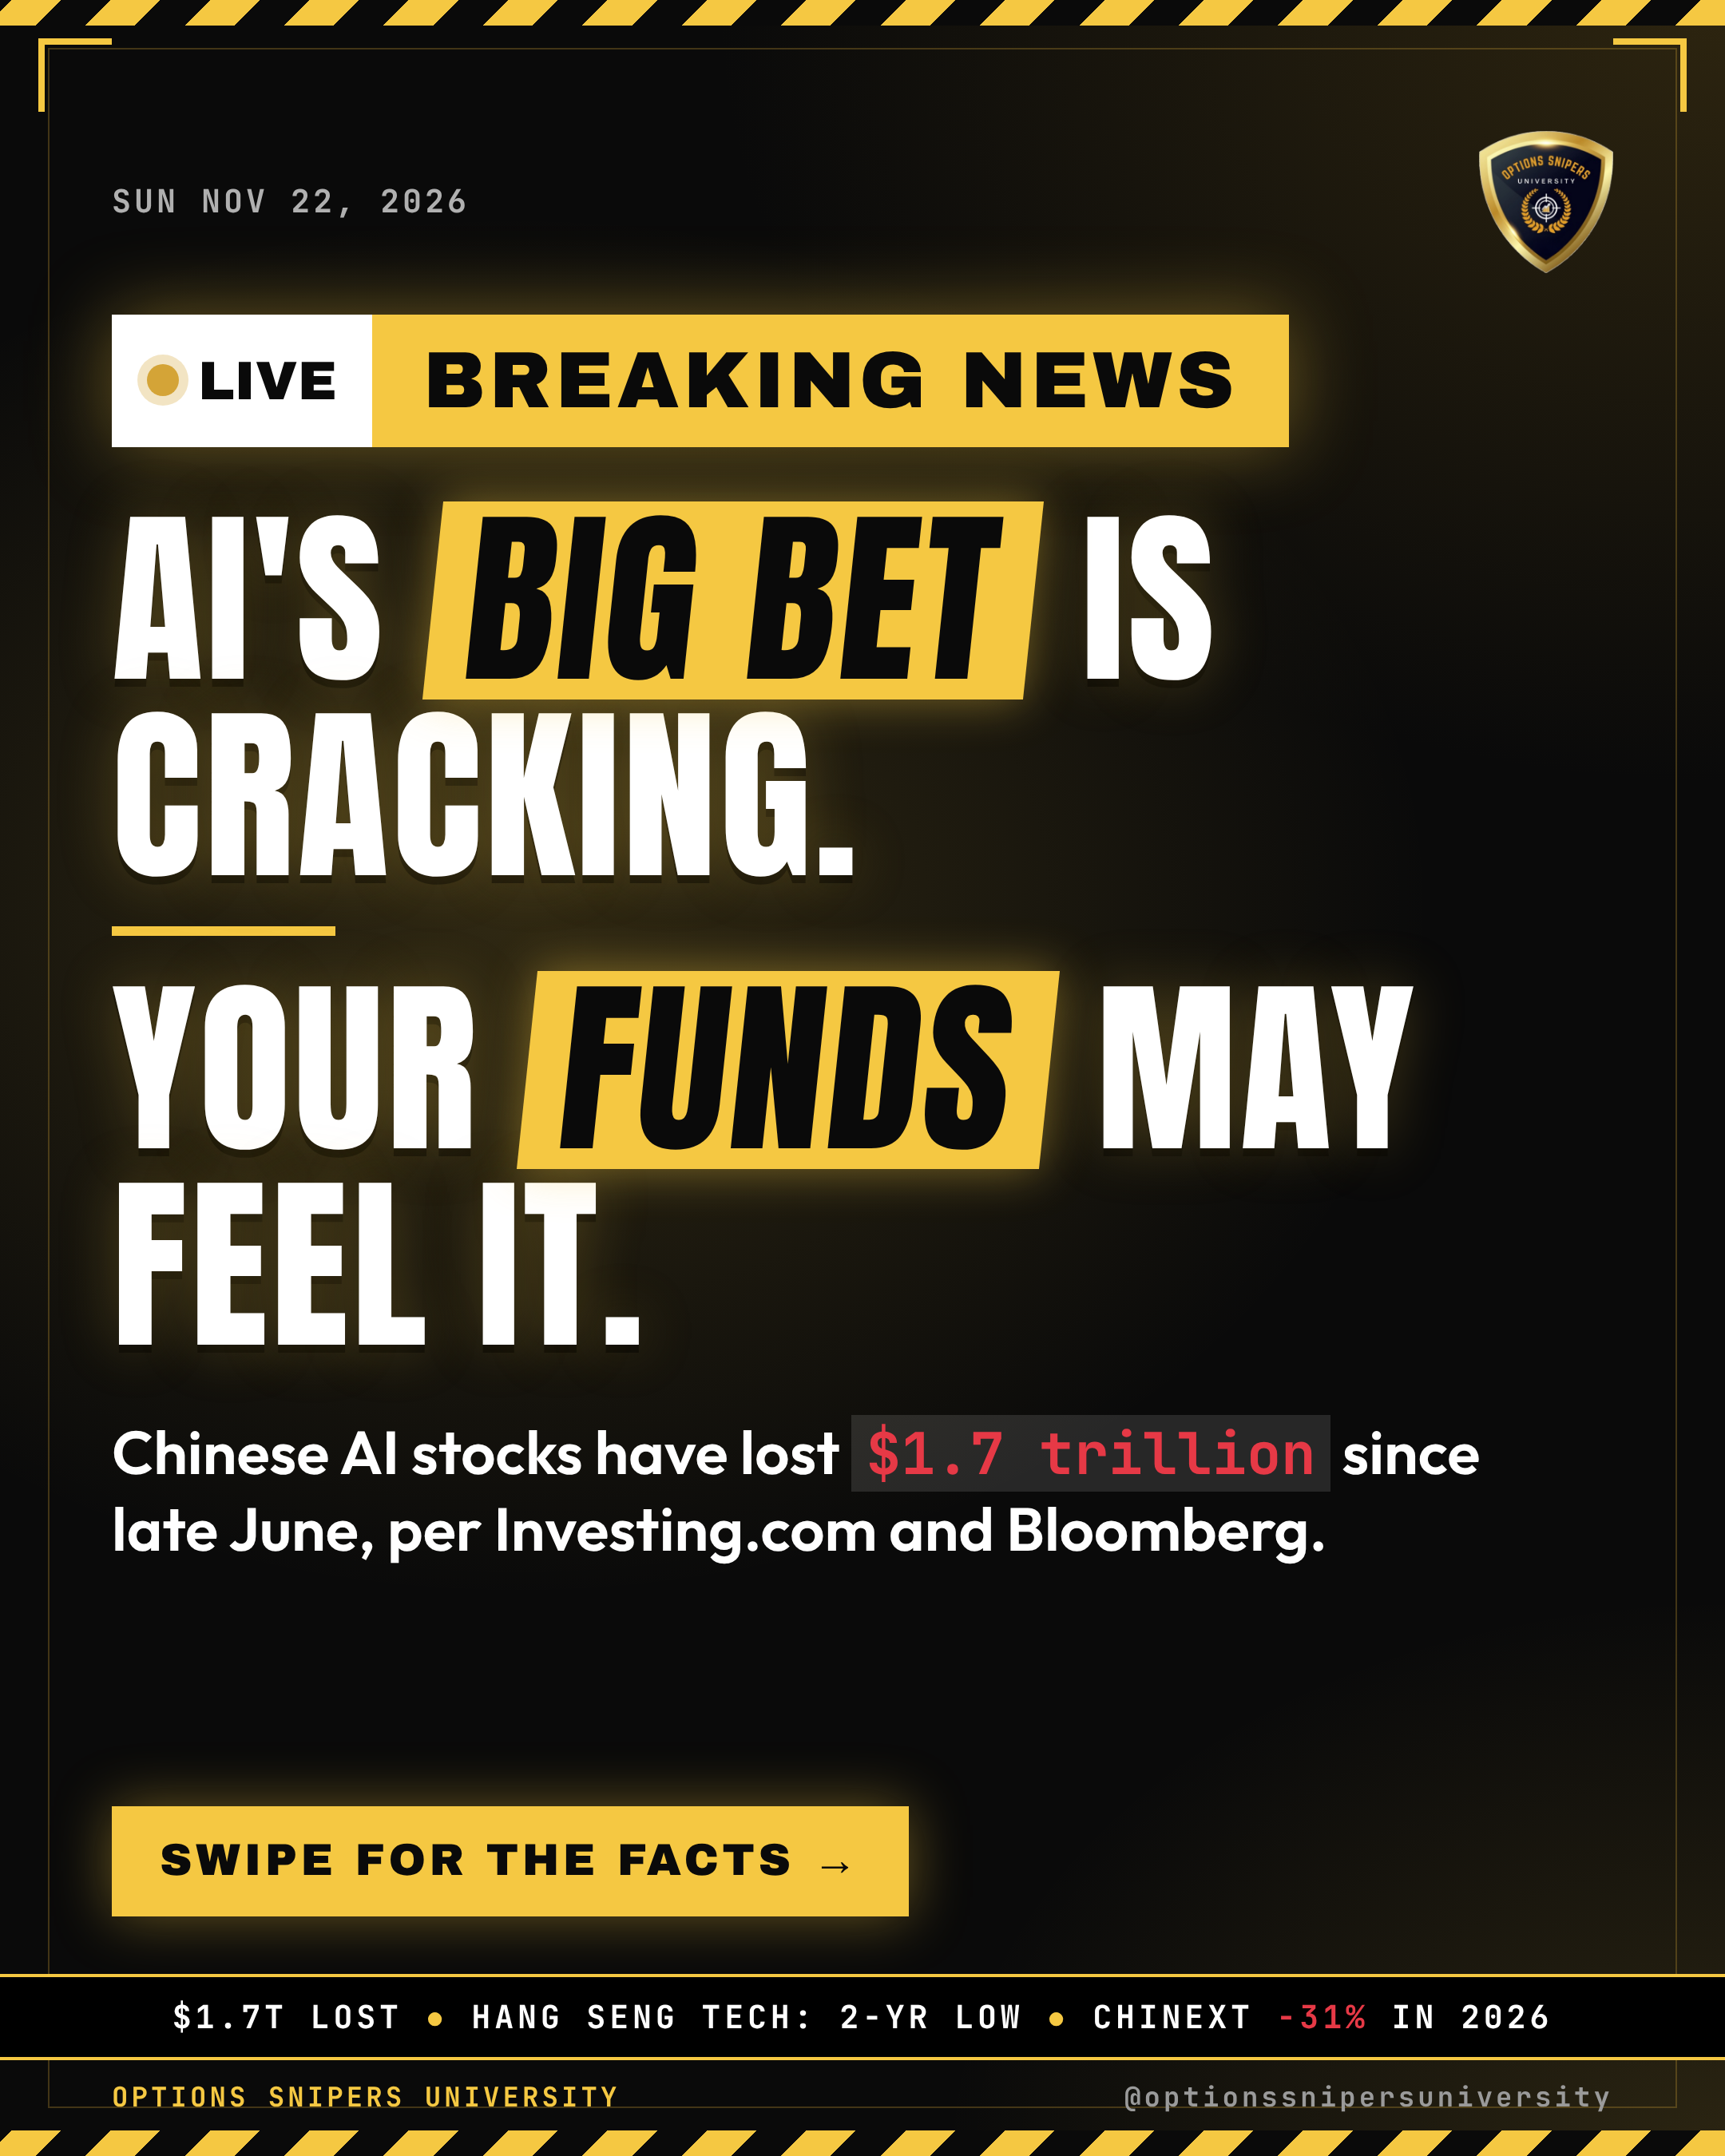 SUN NOV 22, 2026
OPTIONS SNIPERS
UNIVERSITY
LIVE BREAKING NEWS
AI'S BIG BET IS
CRACKING.
YOUR FUNDS MAY
FEEL IT.
Chinese AI stocks have lost $1.7 trillion since
late June, per Investing.com and Bloomberg.
SWIPE FOR THE FACTS →
$1.7T LOST • HANG SENG TECH: 2-YR LOW • CHINEXT -31% IN 2026
OPTIONS SNIPERS UNIVERSITY @optionssnipersuniversity